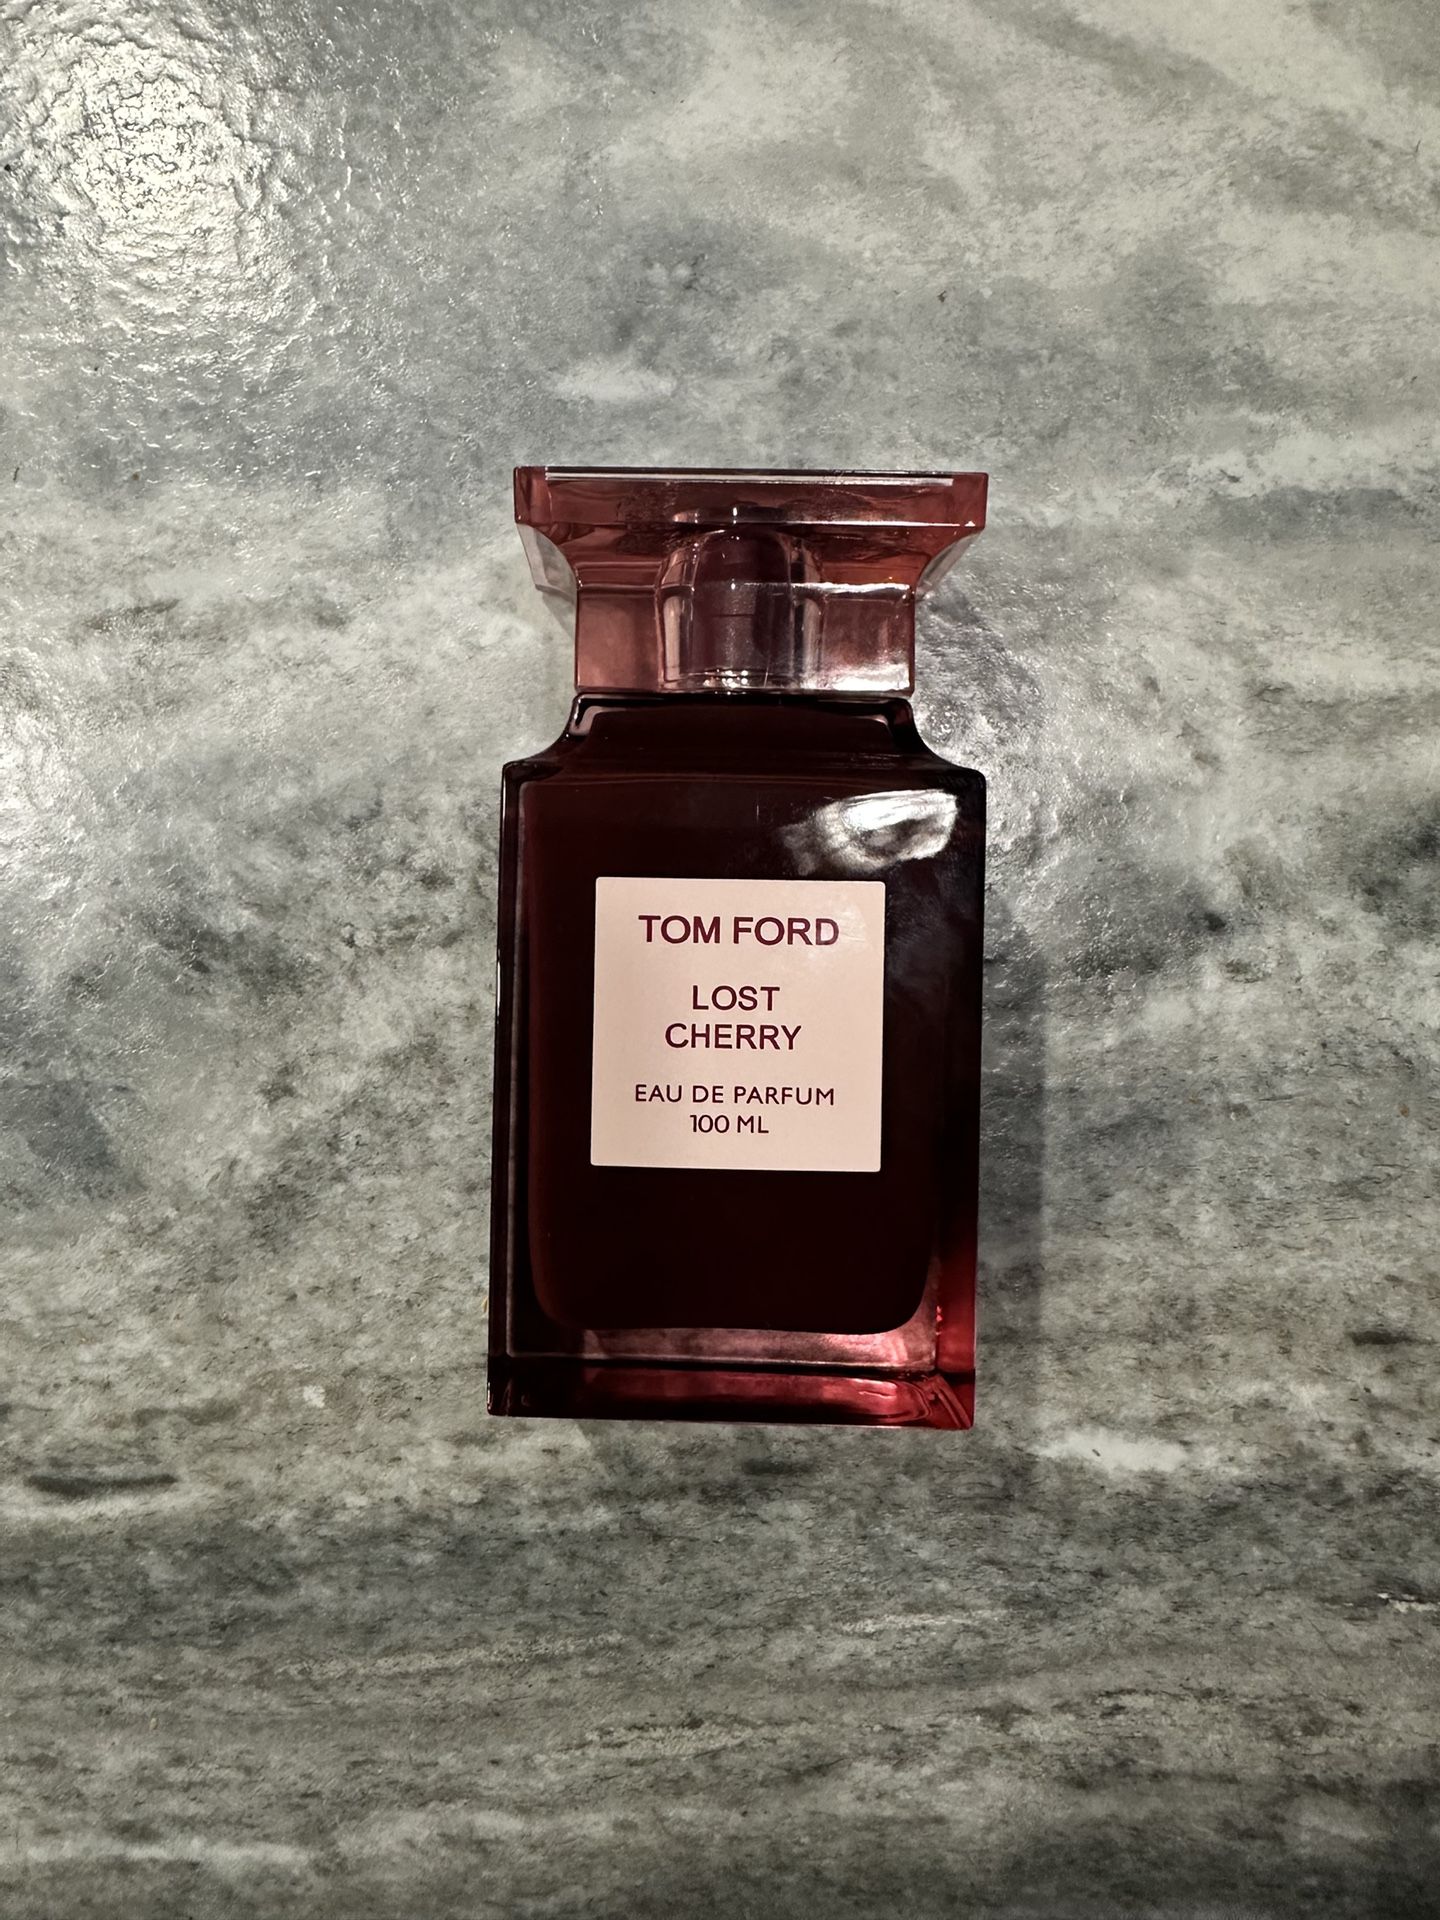 TOM FORD
LOST
CHERRY
EAU DE PARFUM
100 ML